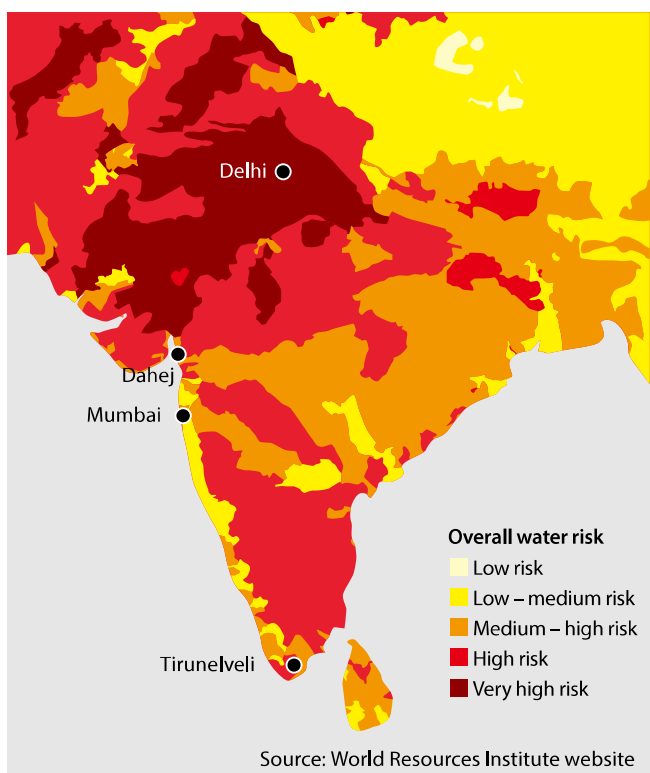 Delhi
Dahej
Mumbai
Overall water risk
Low risk
Low – medium risk
Medium – high risk
High risk
Tirunelveli
Very high risk
Source: World Resources Institute website